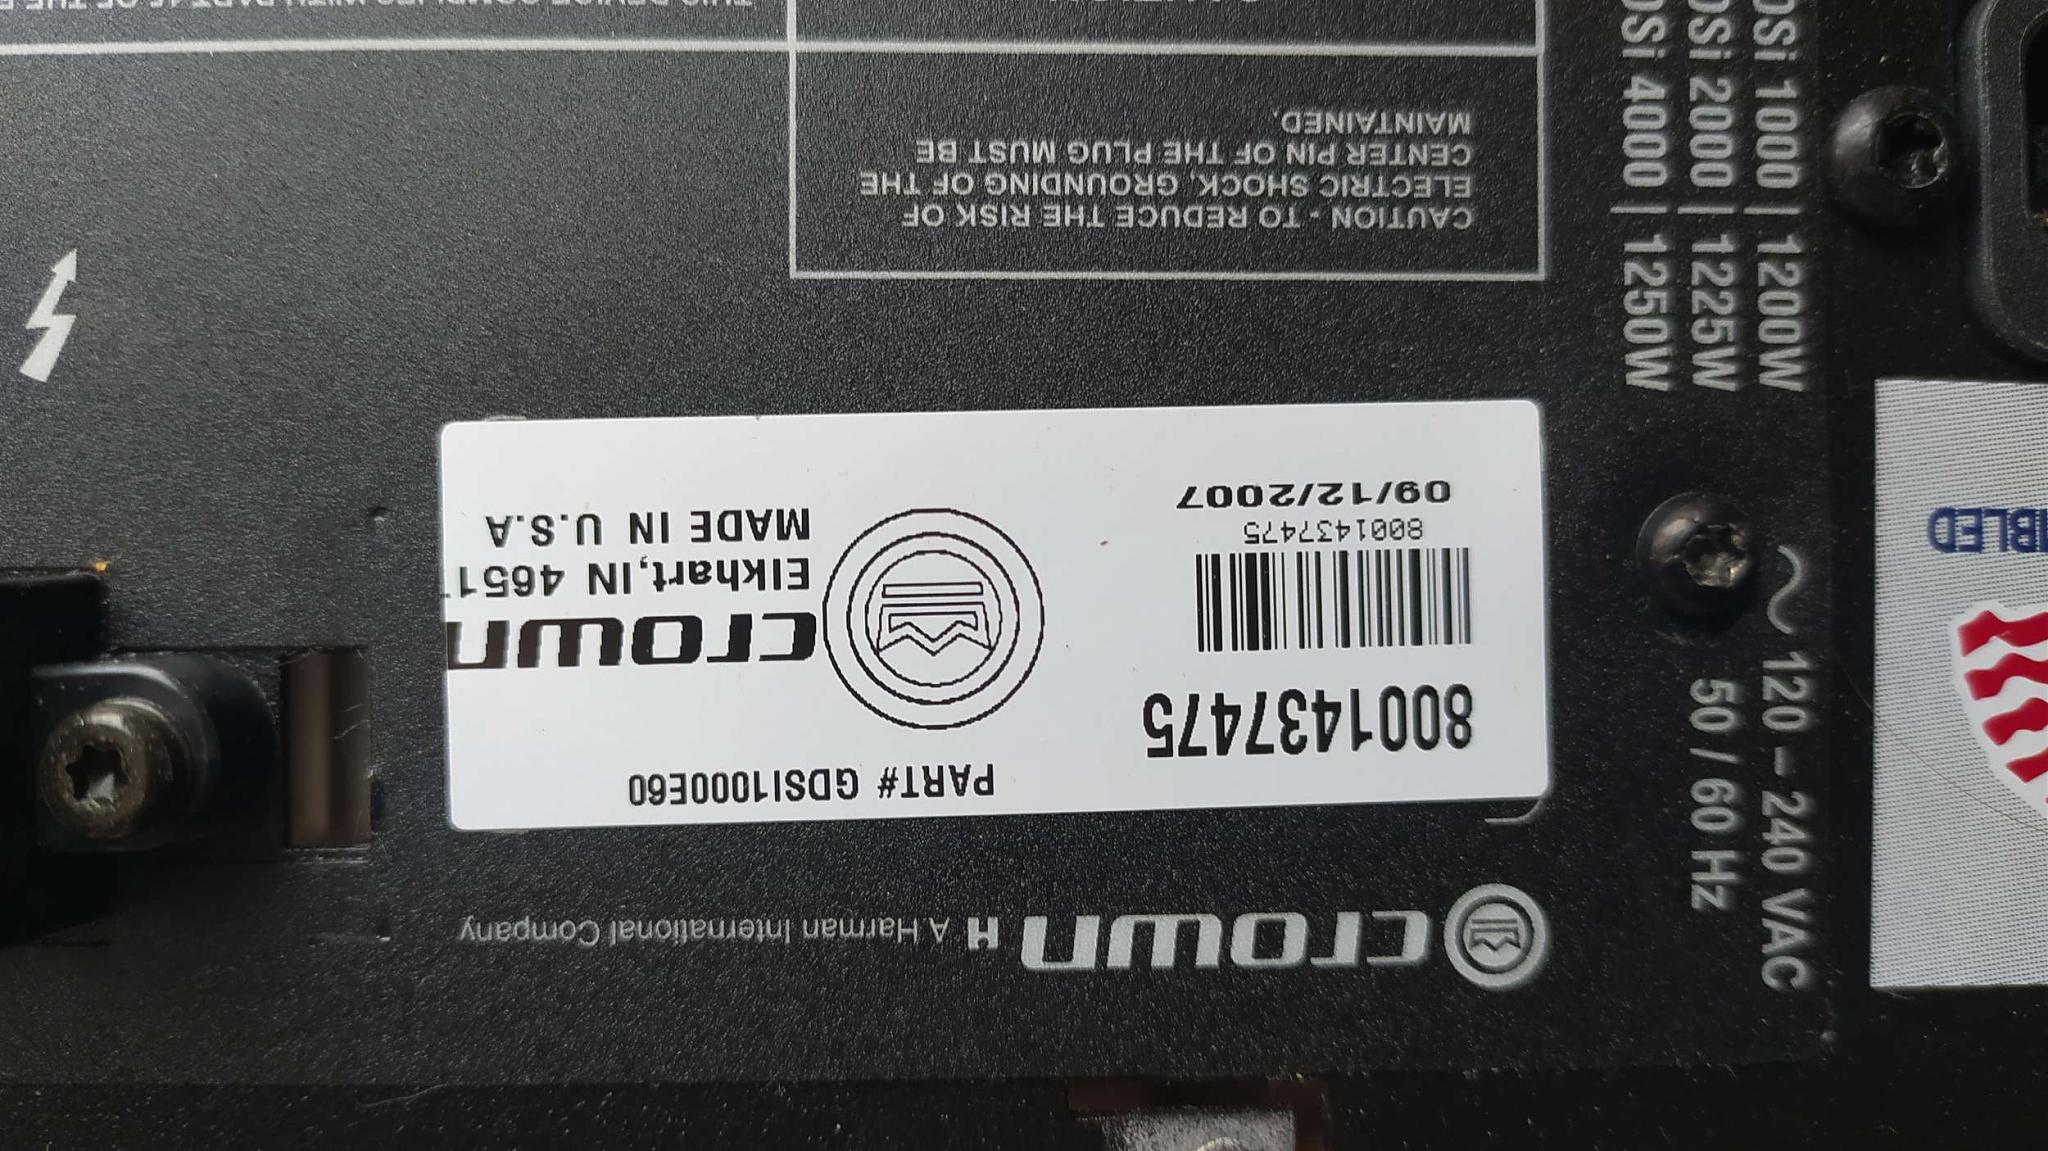 crown H A Harman International Company
PART# GDSI1000E60
8001437475
8001437475
09/12/2007
crown
Elkhart,IN 4651
MADE IN U.S.A
CAUTION - TO REDUCE THE RISK OF
ELECTRIC SHOCK, GROUNDING OF THE
CENTER PIN OF THE PLUG MUST BE
MAINTAINED.
~ 120 – 240 VAC
50 / 60 Hz
DSi 1000 | 1200W
DSi 2000 | 1225W
DSi 4000 | 1250W